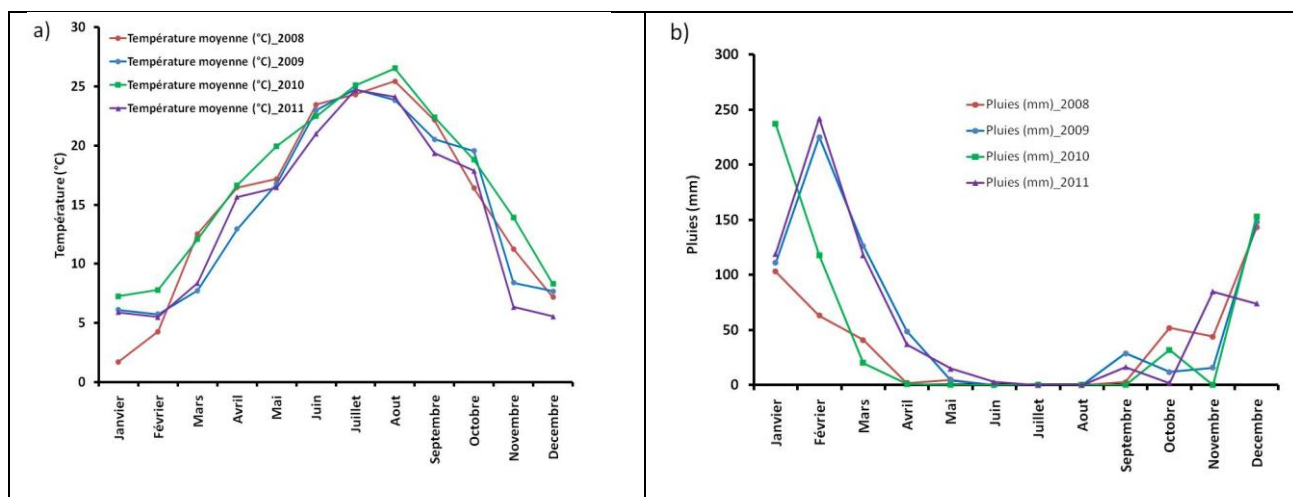 a)
Température moyenne (°C)_2008
Température moyenne (°C)_2009
Température moyenne (°C)_2010
Température moyenne (°C)_2011
Température (°C)
30
25
20
15
10
5
0
Janvier
Février
Mars
Avril
Mai
Juin
Juillet
Aout
Septembre
Octobre
Novembre
Decembre
b)
Pluies (mm)_2008
Pluies (mm)_2009
Pluies (mm)_2010
Pluies (mm)_2011
Pluies (mm)
300
250
200
150
100
50
0
Janvier
Février
Mars
Avril
Mai
Juin
Juillet
Aout
Septembre
Octobre
Novembre
Decembre